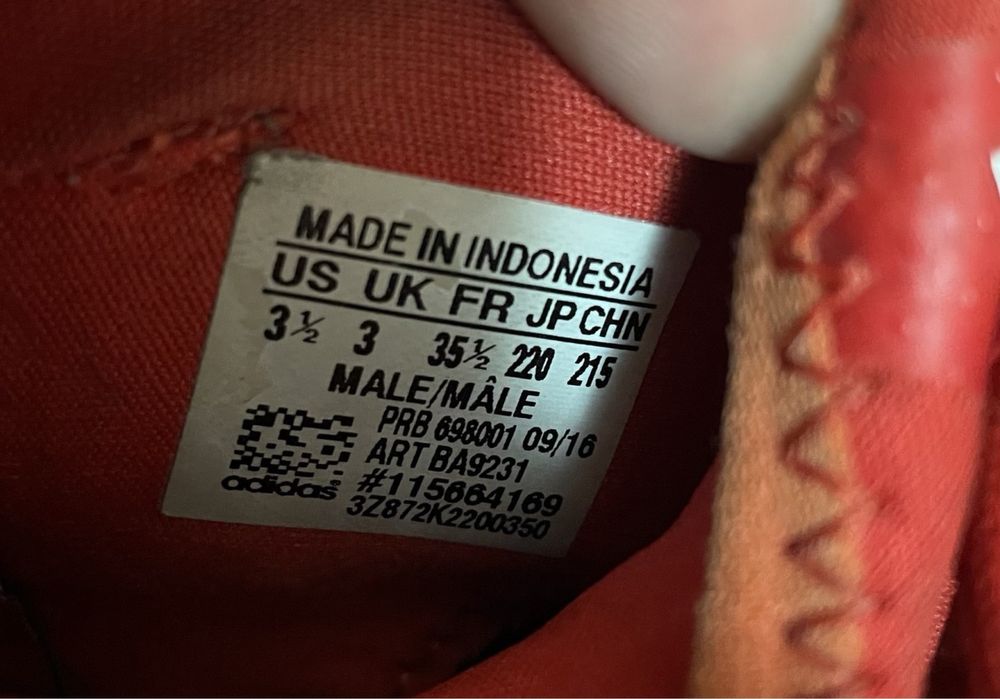 MADE IN INDONESIA
US UK FR JP CHN
3½ 3 35½ 220 215
MALE/MÂLE
PRB 698001 09/16
ART BA9231
#115664169
adidas
3Z872K2200350